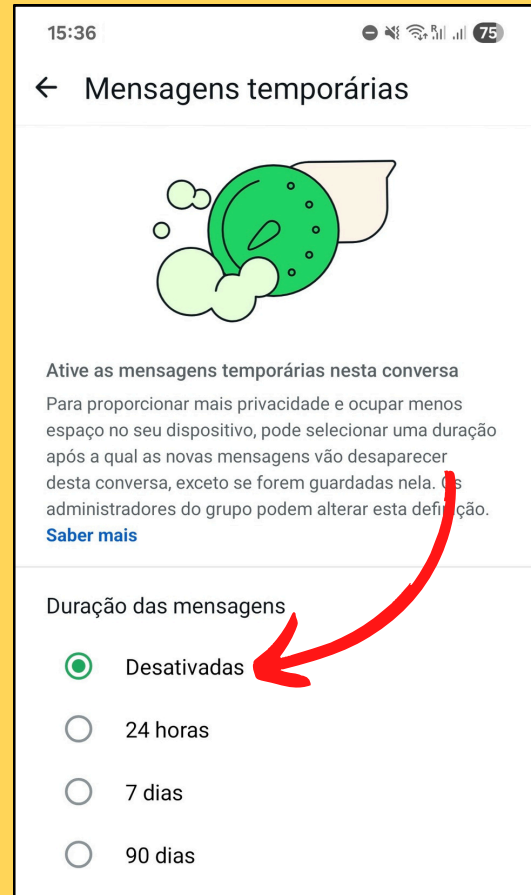 15:36
R
75
Mensagens temporárias
Ative as mensagens temporárias nesta conversa
Para proporcionar mais privacidade e ocupar menos
espaço no seu dispositivo, pode selecionar uma duração
após a qual as novas mensagens vão desaparecer
desta conversa, exceto se forem guardadas nela. Os
administradores do grupo podem alterar esta definição.
Saber mais
Duração das mensagens
Desativadas
24 horas
7 dias
90 dias